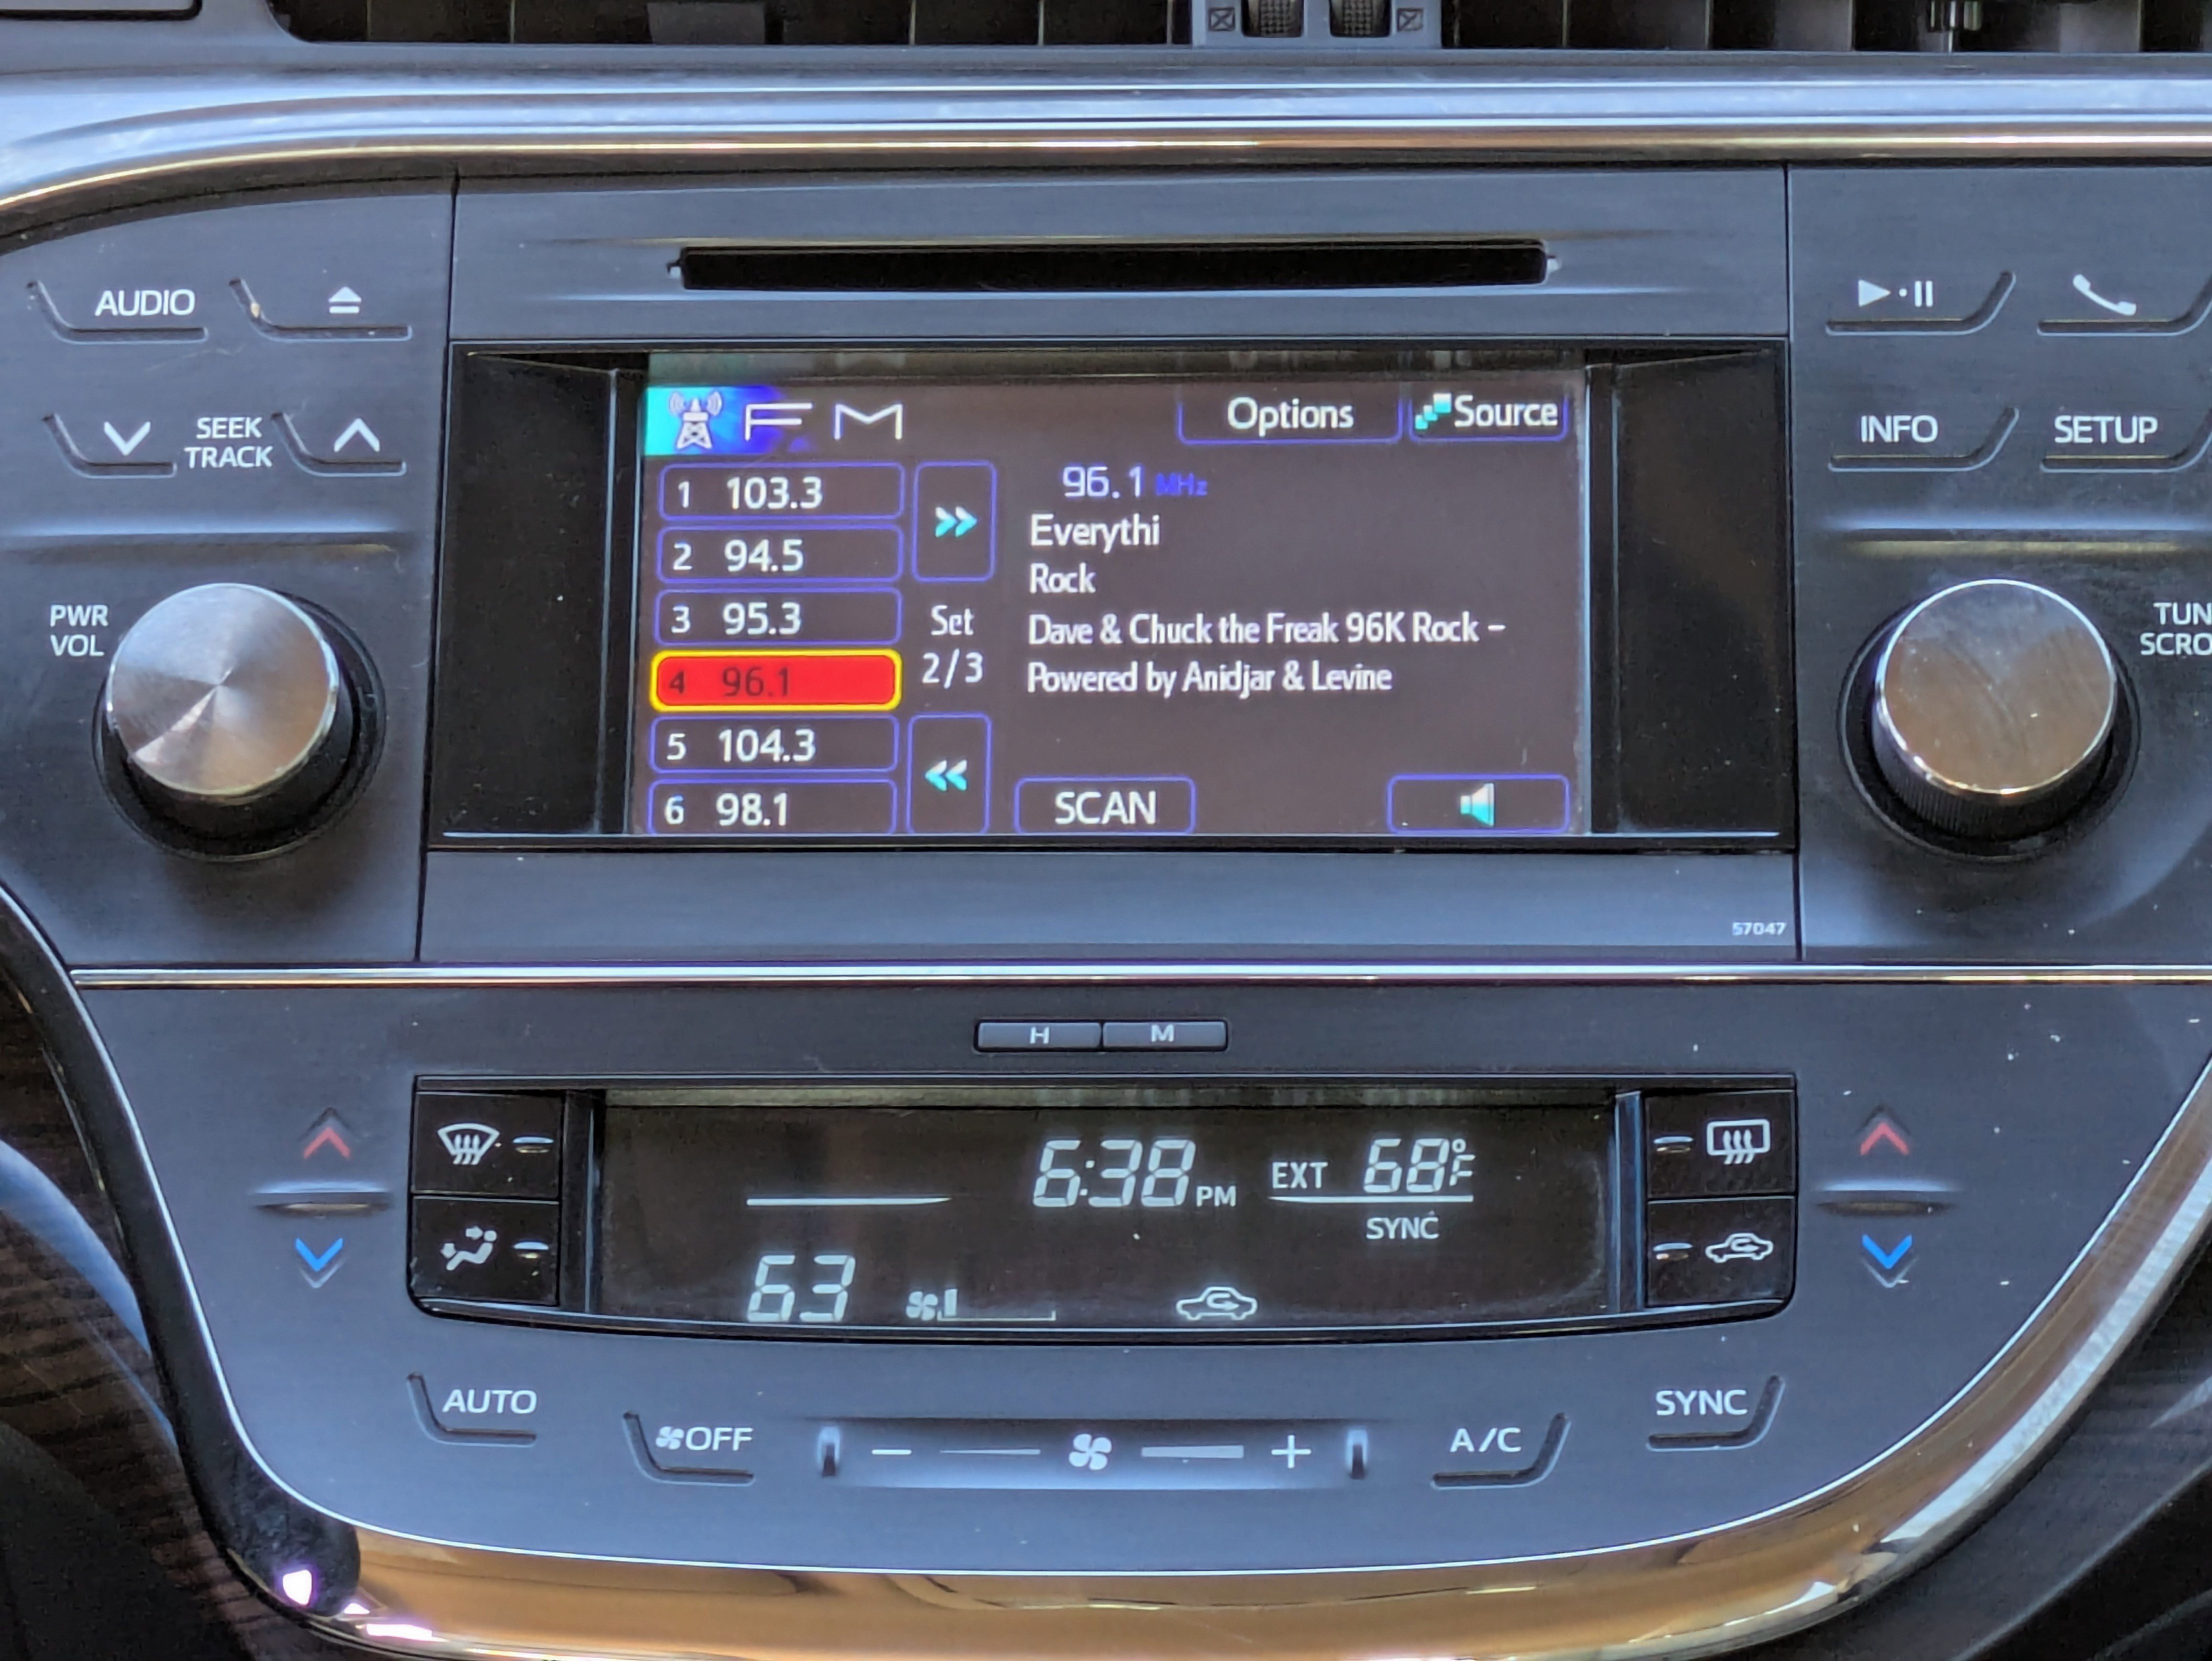 AUDIO
SEEK
TRACK
PWR
VOL
FM
Options
Source
1 103.3
2 94.5
3 95.3
4 96.1
5 104.3
6 98.1
Set
2/3
96.1 MHz
Everythi
Rock
Dave & Chuck the Freak 96K Rock -
Powered by Anidjar & Levine
SCAN
INFO
SETUP
TUN
SCRO
57047
H M
6:38 PM
EXT 68°F
SYNC
63
AUTO
OFF
- +
A/C
SYNC